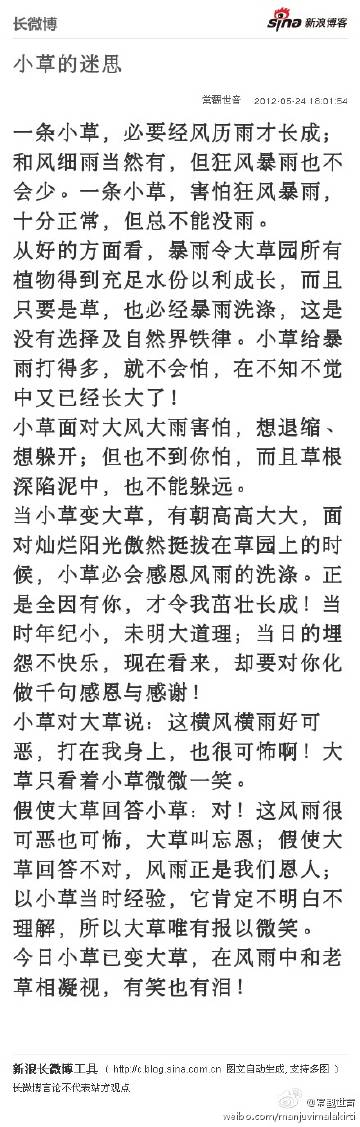 长微博
sina 新浪博客
小草的迷思
常覺世音 2012-05-24 18:01:54
一条小草，必要经风历雨才长成；
和风细雨当然有，但狂风暴雨也不
会少。一条小草，害怕狂风暴雨，
十分正常，但总不能没雨。
从好的方面看，暴雨令大草园所有
植物得到充足水份以利成长，而且
只要是草，也必经暴雨洗涤，这是
没有选择及自然界铁律。小草给暴
雨打得多，就不会怕，在不知不觉
中又已经长大了！
小草面对大风大雨害怕，想退缩、
想躲开；但也不到你怕，而且草根
深陷泥中，也不能躲远。
当小草变大草，有朝高高大大，面
对灿烂阳光傲然挺拔在草园上的时
候，小草必会感恩风雨的洗涤。正
是全因有你，才令我茁壮长成！当
时年纪小，未明大道理；当日的埋
怨不快乐，现在看来，却要对你化
做千句感恩与感谢！
小草对大草说：这横风横雨好可
恶，打在我身上，也很可怖啊！大
草只看着小草微微一笑。
假使大草回答小草：对！这风雨很
可恶也可怖，大草叫忘恩；假使大
草回答不对，风雨正是我们恩人；
以小草当时经验，它肯定不明白不
理解，所以大草唯有报以微笑。
今日小草已变大草，在风雨中和老
草相凝视，有笑也有泪！
新浪长微博工具 （ http://c.blog.sina.com.cn 图文自动生成,支持多图 ）
长微博言论不代表站方观点
weibo.com/manjuvimalakirti